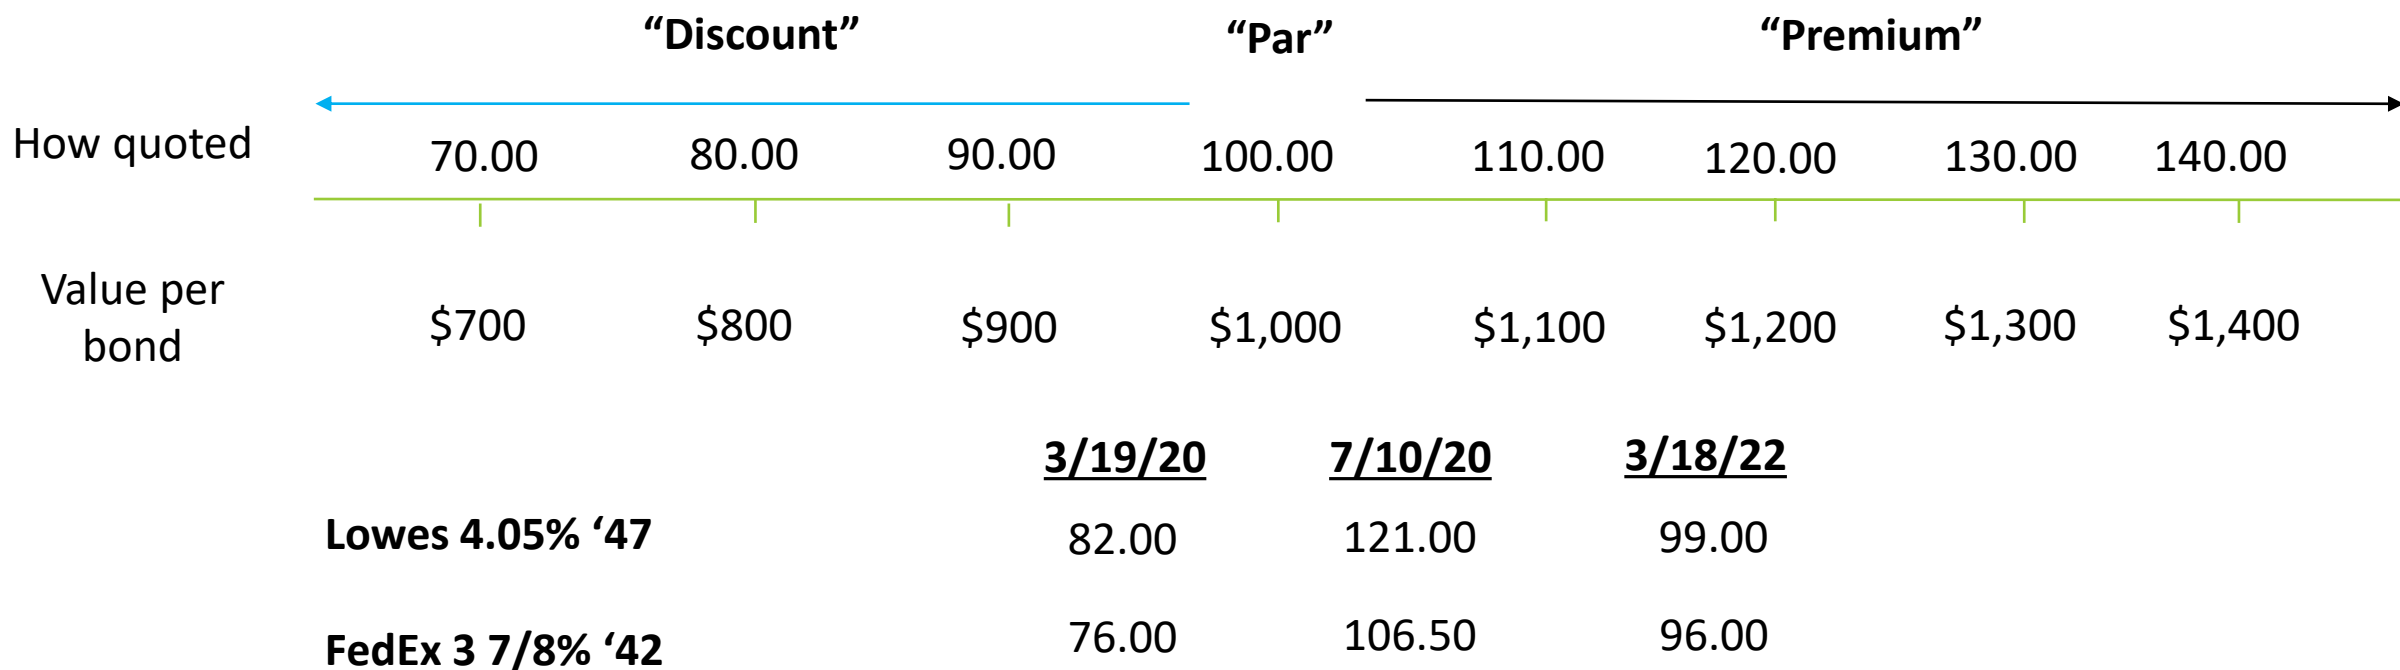 “Discount” “Par” “Premium”
How quoted 70.00 80.00 90.00 100.00 110.00 120.00 130.00 140.00
Value per
bond
$700 $800 $900 $1,000 $1,100 $1,200 $1,300 $1,400
3/19/20 7/10/20 3/18/22
Lowes 4.05% ‘47 82.00 121.00 99.00
FedEx 3 7/8% ‘42 76.00 106.50 96.00